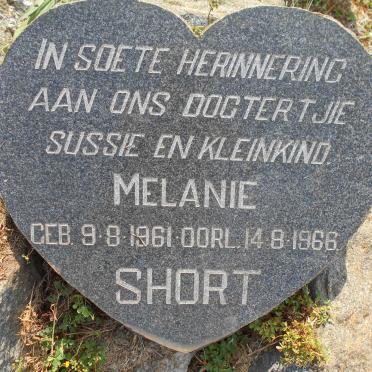 IN SOETE HERINNERING
AAN ONS DOGTERTJIE
SUSSIE EN KLEINKIND.
MELANIE
GEB. 9·8·1961·OORL. 14·8·1966.
SHORT